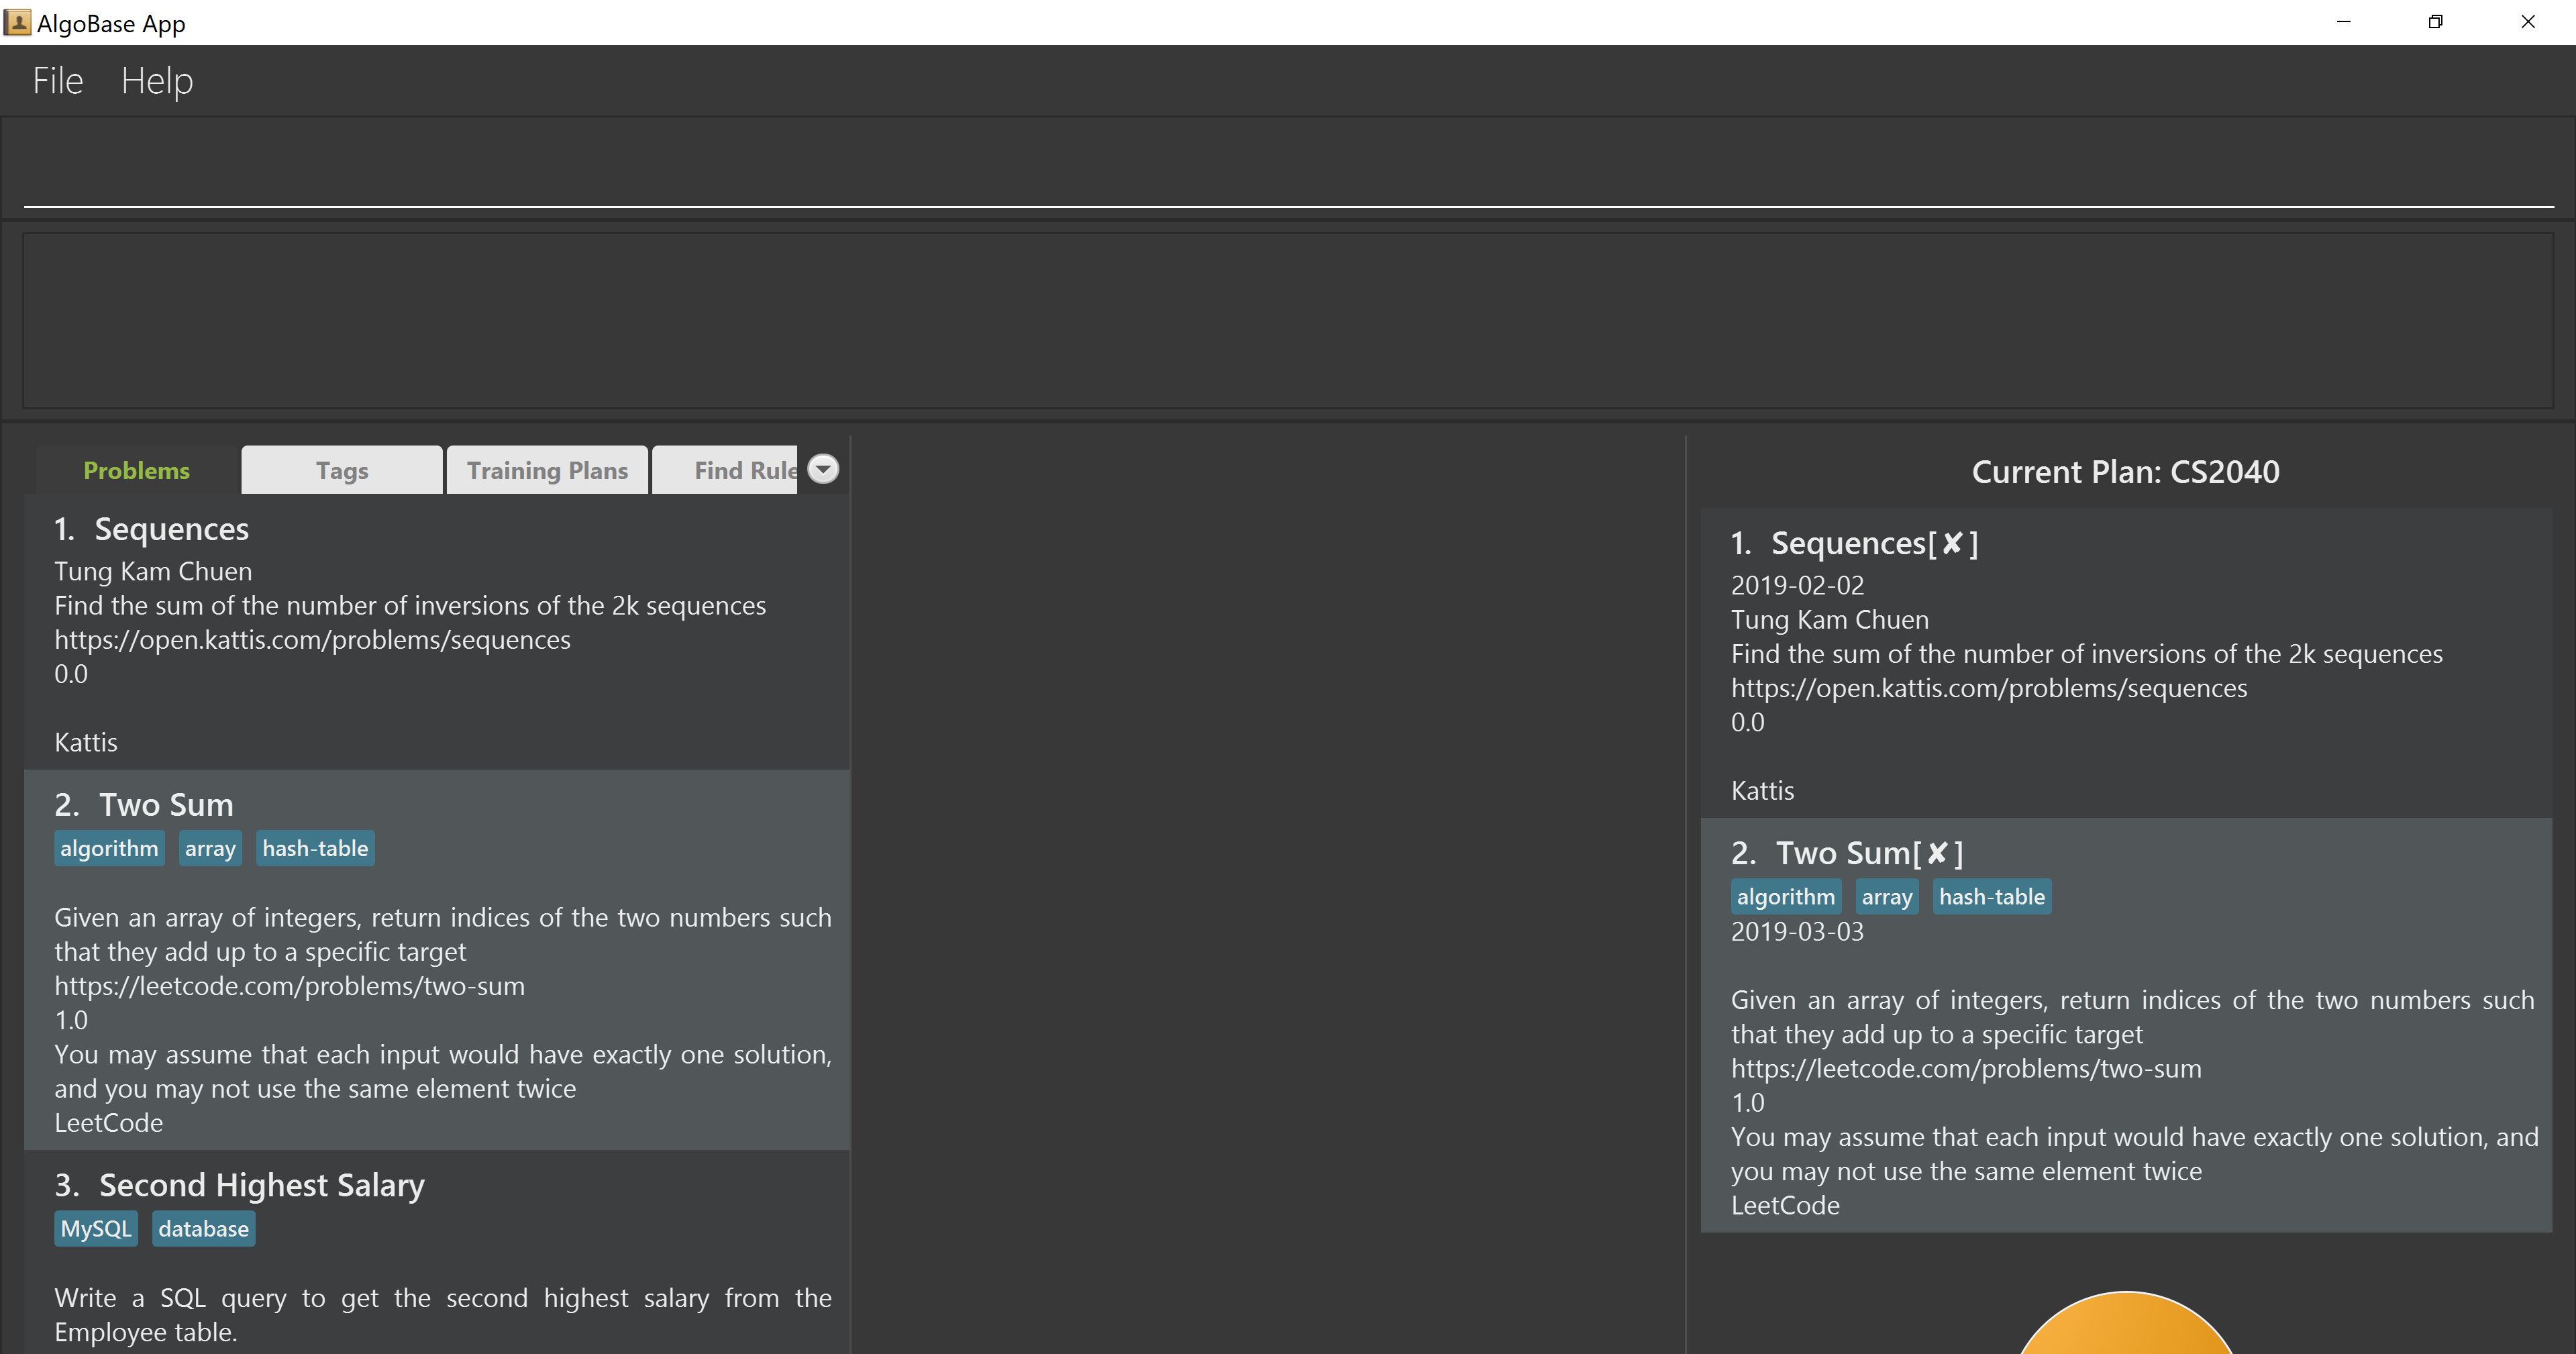 AlgoBase App
File Help
Problems Tags Training Plans Find Rule
1. Sequences
Tung Kam Chuen
Find the sum of the number of inversions of the 2k sequences
https://open.kattis.com/problems/sequences
0.0
Kattis
2. Two Sum
algorithm array hash-table
Given an array of integers, return indices of the two numbers such
that they add up to a specific target
https://leetcode.com/problems/two-sum
1.0
You may assume that each input would have exactly one solution,
and you may not use the same element twice
LeetCode
3. Second Highest Salary
MySQL database
Write a SQL query to get the second highest salary from the
Employee table.
Current Plan: CS2040
1. Sequences[✘]
2019-02-02
Tung Kam Chuen
Find the sum of the number of inversions of the 2k sequences
https://open.kattis.com/problems/sequences
0.0
Kattis
2. Two Sum[✘]
algorithm array hash-table
2019-03-03
Given an array of integers, return indices of the two numbers such
that they add up to a specific target
https://leetcode.com/problems/two-sum
1.0
You may assume that each input would have exactly one solution, and
you may not use the same element twice
LeetCode